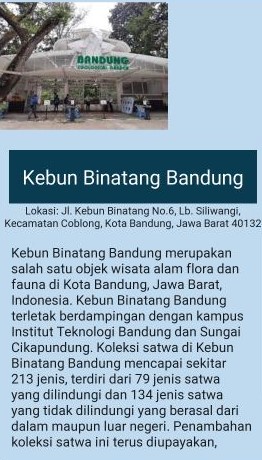 BANDUNG
ZOOLOGICAL GARDEN
Kebun Binatang Bandung
Lokasi: Jl. Kebun Binatang No.6, Lb. Siliwangi,
Kecamatan Coblong, Kota Bandung, Jawa Barat 40132
Kebun Binatang Bandung merupakan
salah satu objek wisata alam flora dan
fauna di Kota Bandung, Jawa Barat,
Indonesia. Kebun Binatang Bandung
terletak berdampingan dengan kampus
Institut Teknologi Bandung dan Sungai
Cikapundung. Koleksi satwa di Kebun
Binatang Bandung mencapai sekitar
213 jenis, terdiri dari 79 jenis satwa
yang dilindungi dan 134 jenis satwa
yang tidak dilindungi yang berasal dari
dalam maupun luar negeri. Penambahan
koleksi satwa ini terus diupayakan,